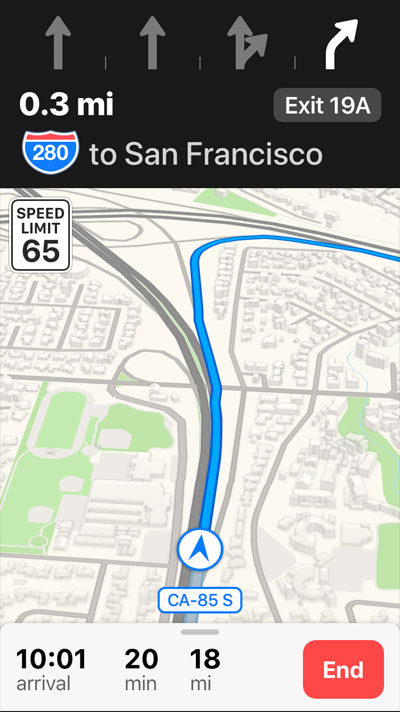 0.3 mi
Exit 19A
280 to San Francisco
SPEED
LIMIT
65
CA-85 S
10:01 20 18
arrival min mi
End